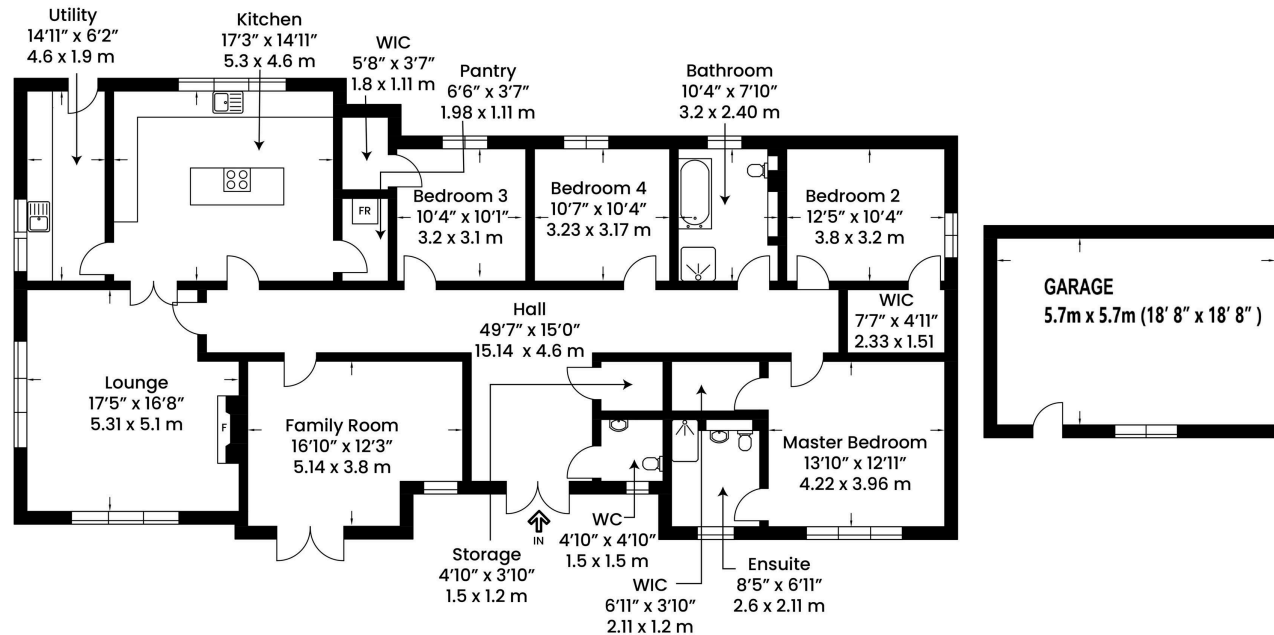 Utility
14’11” x 6’2”
4.6 x 1.9 m
Kitchen
17’3” x 14’11”
5.3 x 4.6 m
WIC
5’8” x 3’7”
1.8 x 1.11 m
Pantry
6’6” x 3’7”
1.98 x 1.11 m
Bathroom
10’4” x 7’10”
3.2 x 2.40 m
FR
Bedroom 3
10’4” x 10’1”
3.2 x 3.1 m
Bedroom 4
10’7” x 10’4”
3.23 x 3.17 m
Bedroom 2
12’5” x 10’4”
3.8 x 3.2 m
WIC
7’7” x 4’11”
2.33 x 1.51
GARAGE
5.7m x 5.7m (18’ 8” x 18’ 8” )
Hall
49’7” x 15’0”
15.14 x 4.6 m
Lounge
17’5” x 16’8”
5.31 x 5.1 m
F
Family Room
16’10” x 12’3”
5.14 x 3.8 m
Master Bedroom
13’10” x 12’11”
4.22 x 3.96 m
IN
Storage
4’10” x 3’10”
1.5 x 1.2 m
WC
4’10” x 4’10”
1.5 x 1.5 m
WIC
6’11” x 3’10”
2.11 x 1.2 m
Ensuite
8’5” x 6’11”
2.6 x 2.11 m